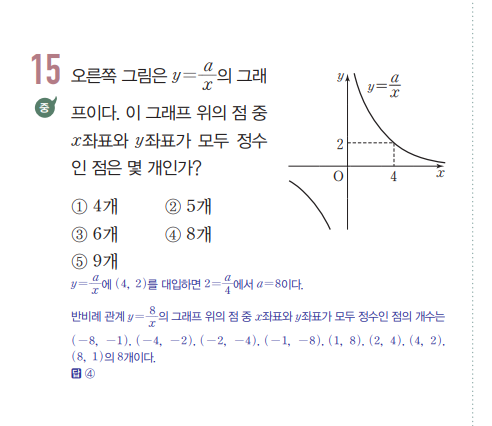 15 오른쪽 그림은 y=a/x의 그래
중
프이다. 이 그래프 위의 점 중
x좌표와 y좌표가 모두 정수
인 점은 몇 개인가?
y
y=a/x
2
O
4
x
① 4개 ② 5개
③ 6개 ④ 8개
⑤ 9개
y=a/x에 (4, 2)를 대입하면 2=a/4에서 a=8이다.
반비례 관계 y=8/x의 그래프 위의 점 중 x좌표와 y좌표가 모두 정수인 점의 개수는
(-8, -1), (-4, -2), (-2, -4), (-1, -8), (1, 8), (2, 4), (4, 2),
(8, 1)의 8개이다.
답 ④